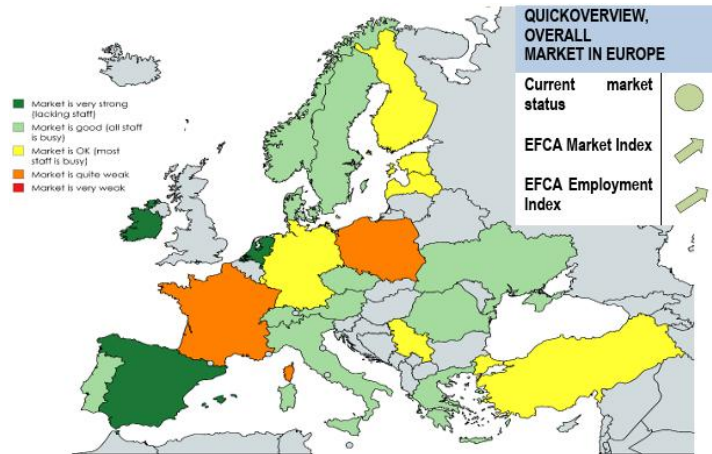 QUICKOVERVIEW,
OVERALL
MARKET IN EUROPE
Current market
status
EFCA Market Index
EFCA Employment
Index
Market is very strong
(lacking staff)
Market is good (all staff
is busy)
Market is OK (most
staff is busy)
Market is quite weak
Market is very weak